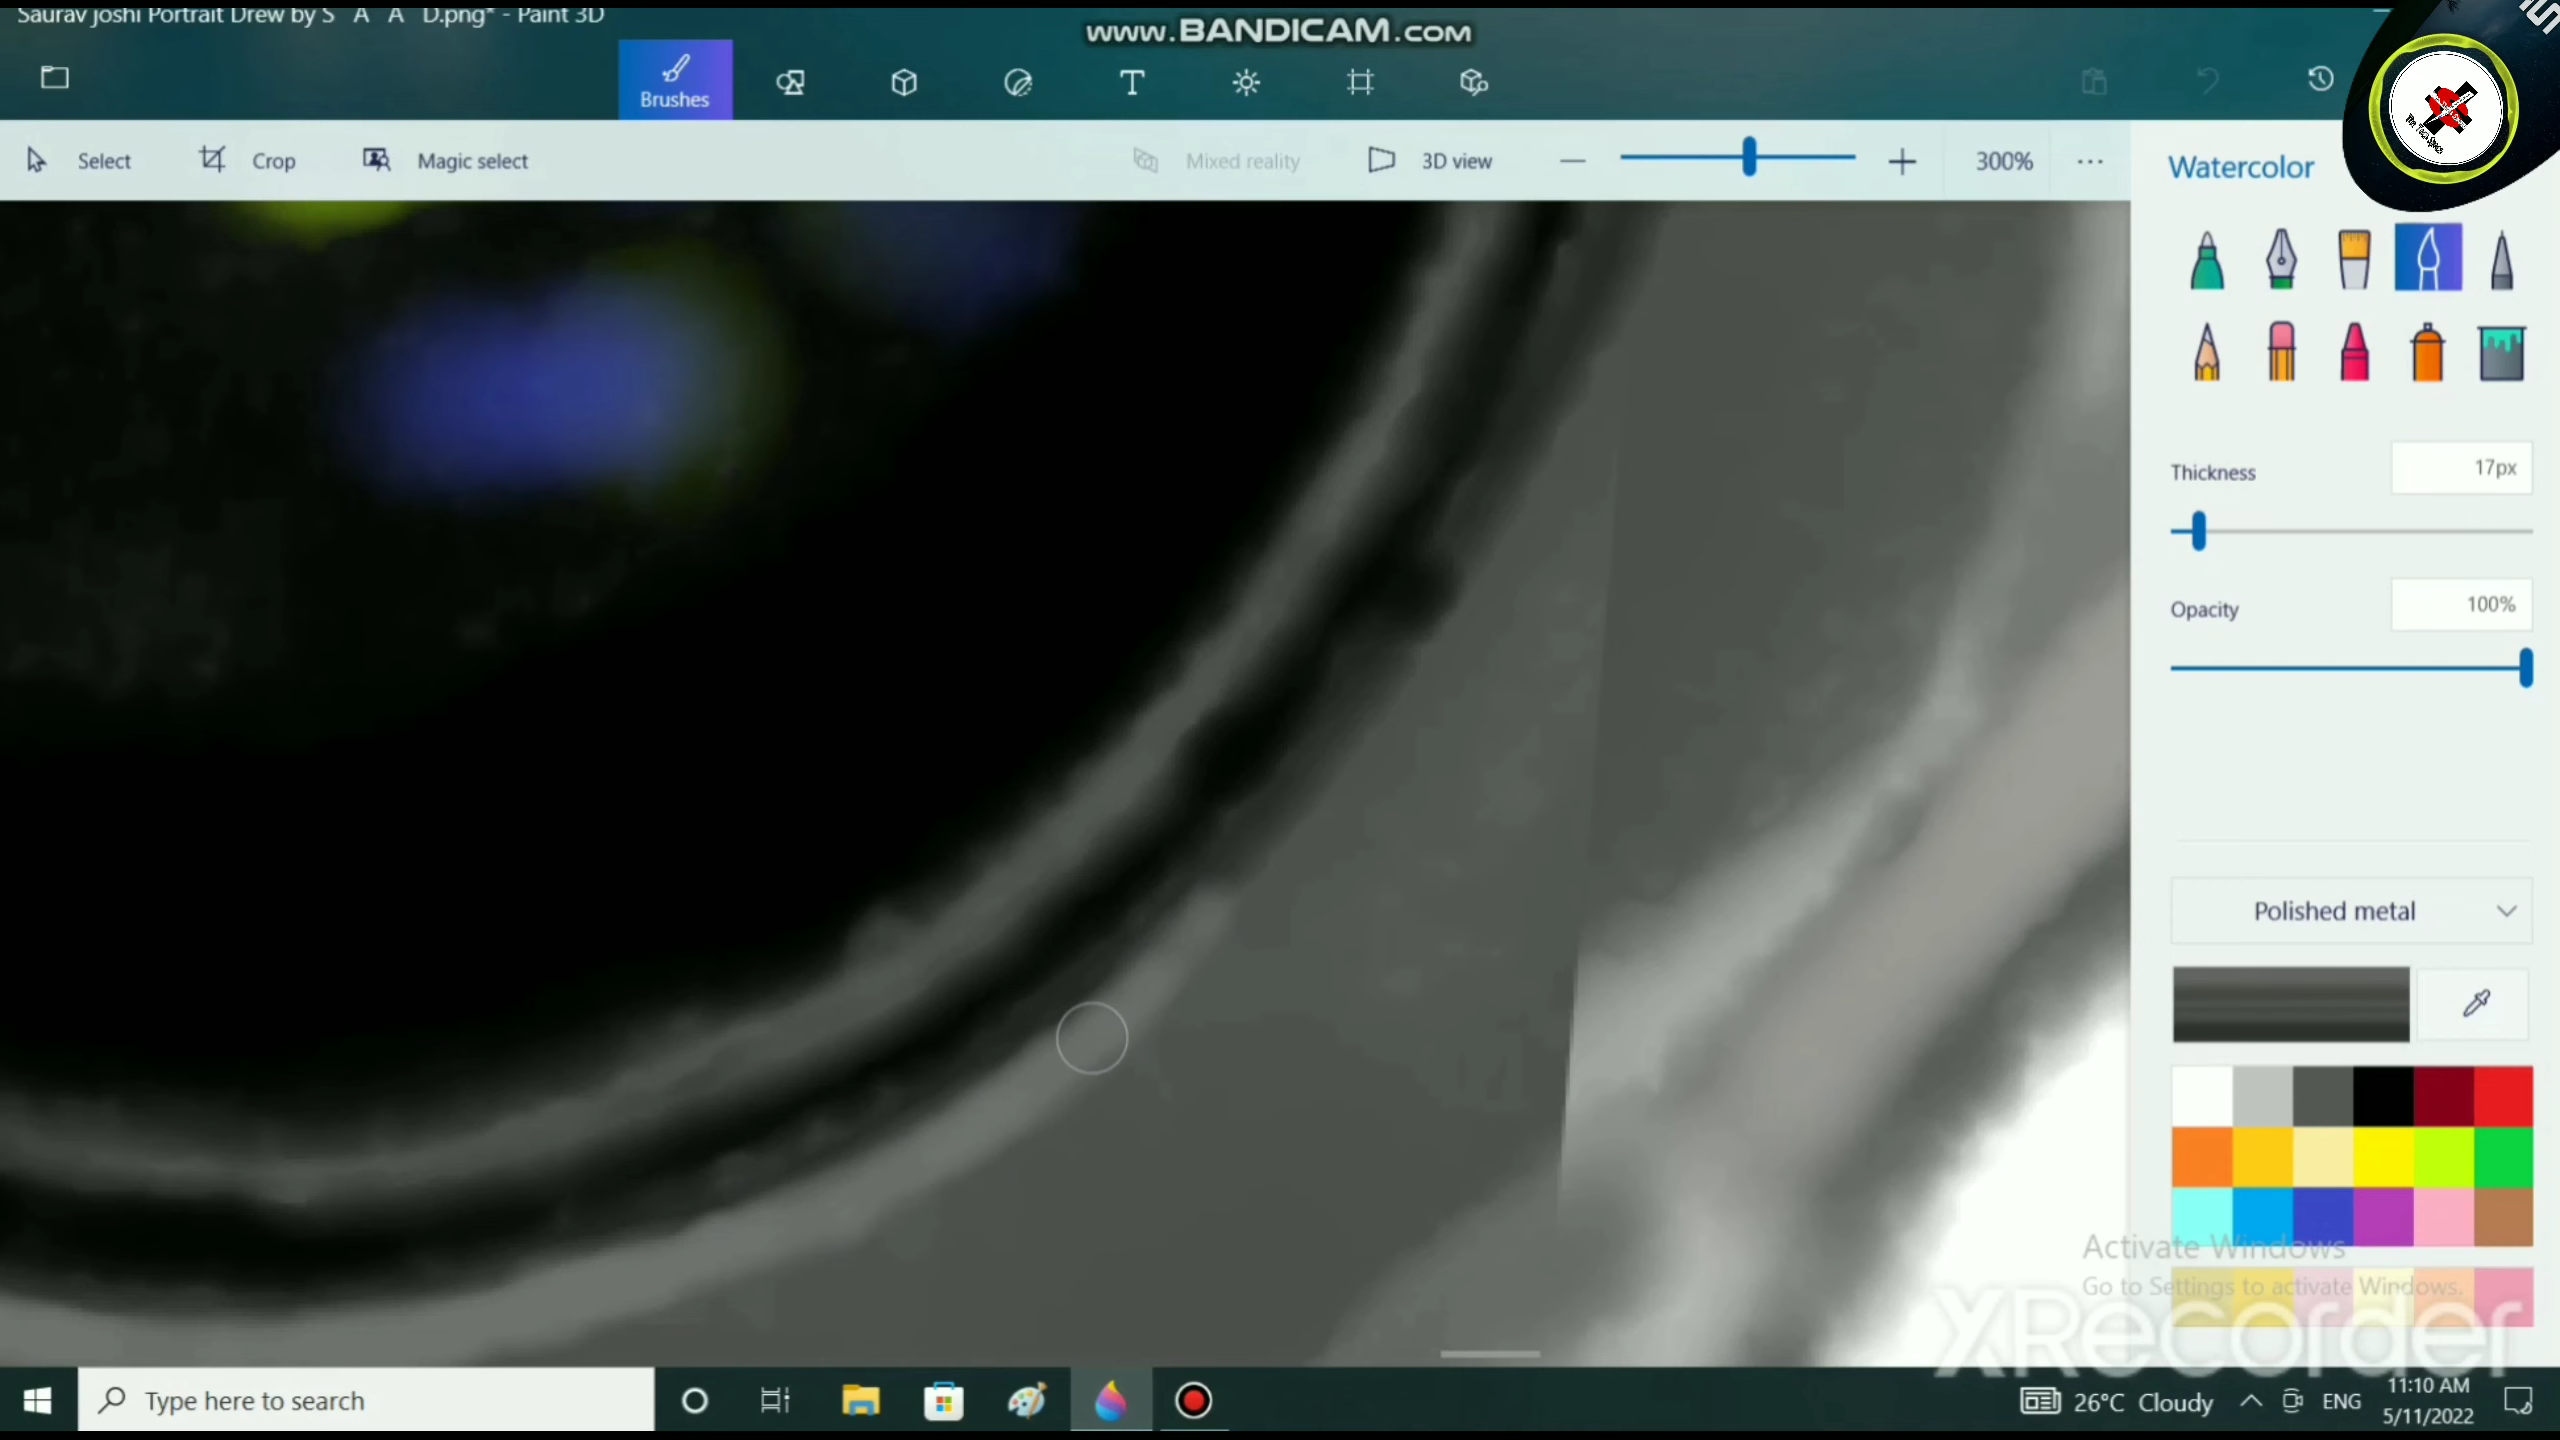 Saurav joshi Portrait Drew by S A A D.png* - Paint 3D
www.BANDICAM.com
Brushes
Select
Crop
Magic select
Mixed reality
3D view
300%
Watercolor
Thickness
17px
Opacity
100%
Polished metal
Activate Windows
Go to Settings to activate Windows.
XRecorder
Type here to search
26°C Cloudy
ENG
11:10 AM
5/11/2022